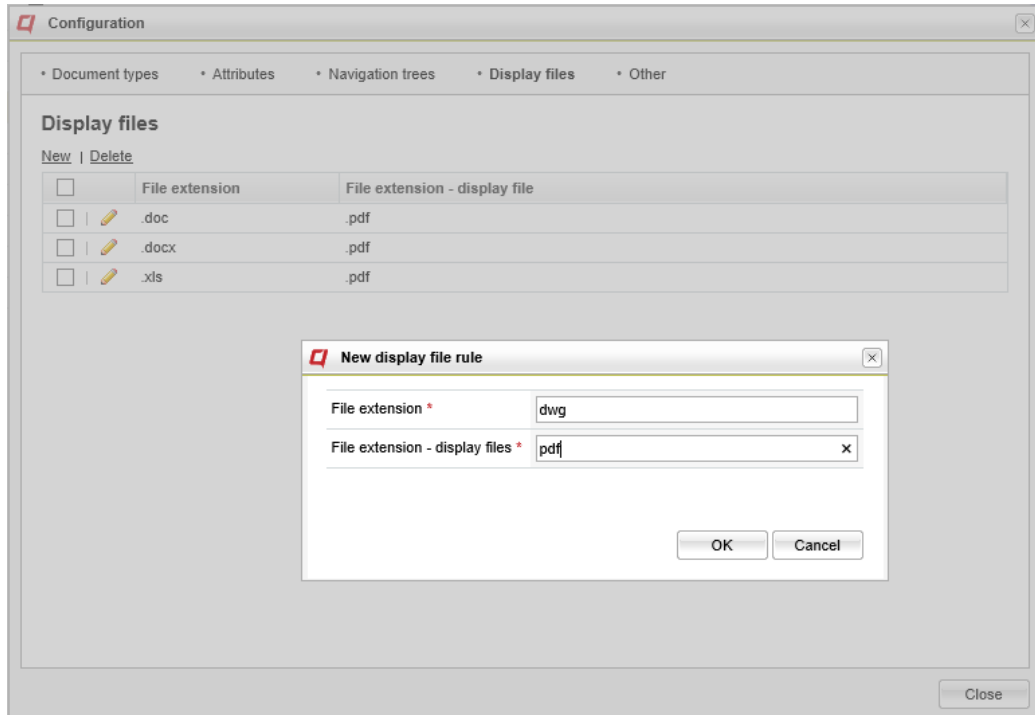 Configuration
• Document types • Attributes • Navigation trees • Display files • Other
Display files
New | Delete
File extension File extension - display file
.doc .pdf
.docx .pdf
.xls .pdf
New display file rule
File extension * dwg
File extension - display files * pdf
OK Cancel
Close